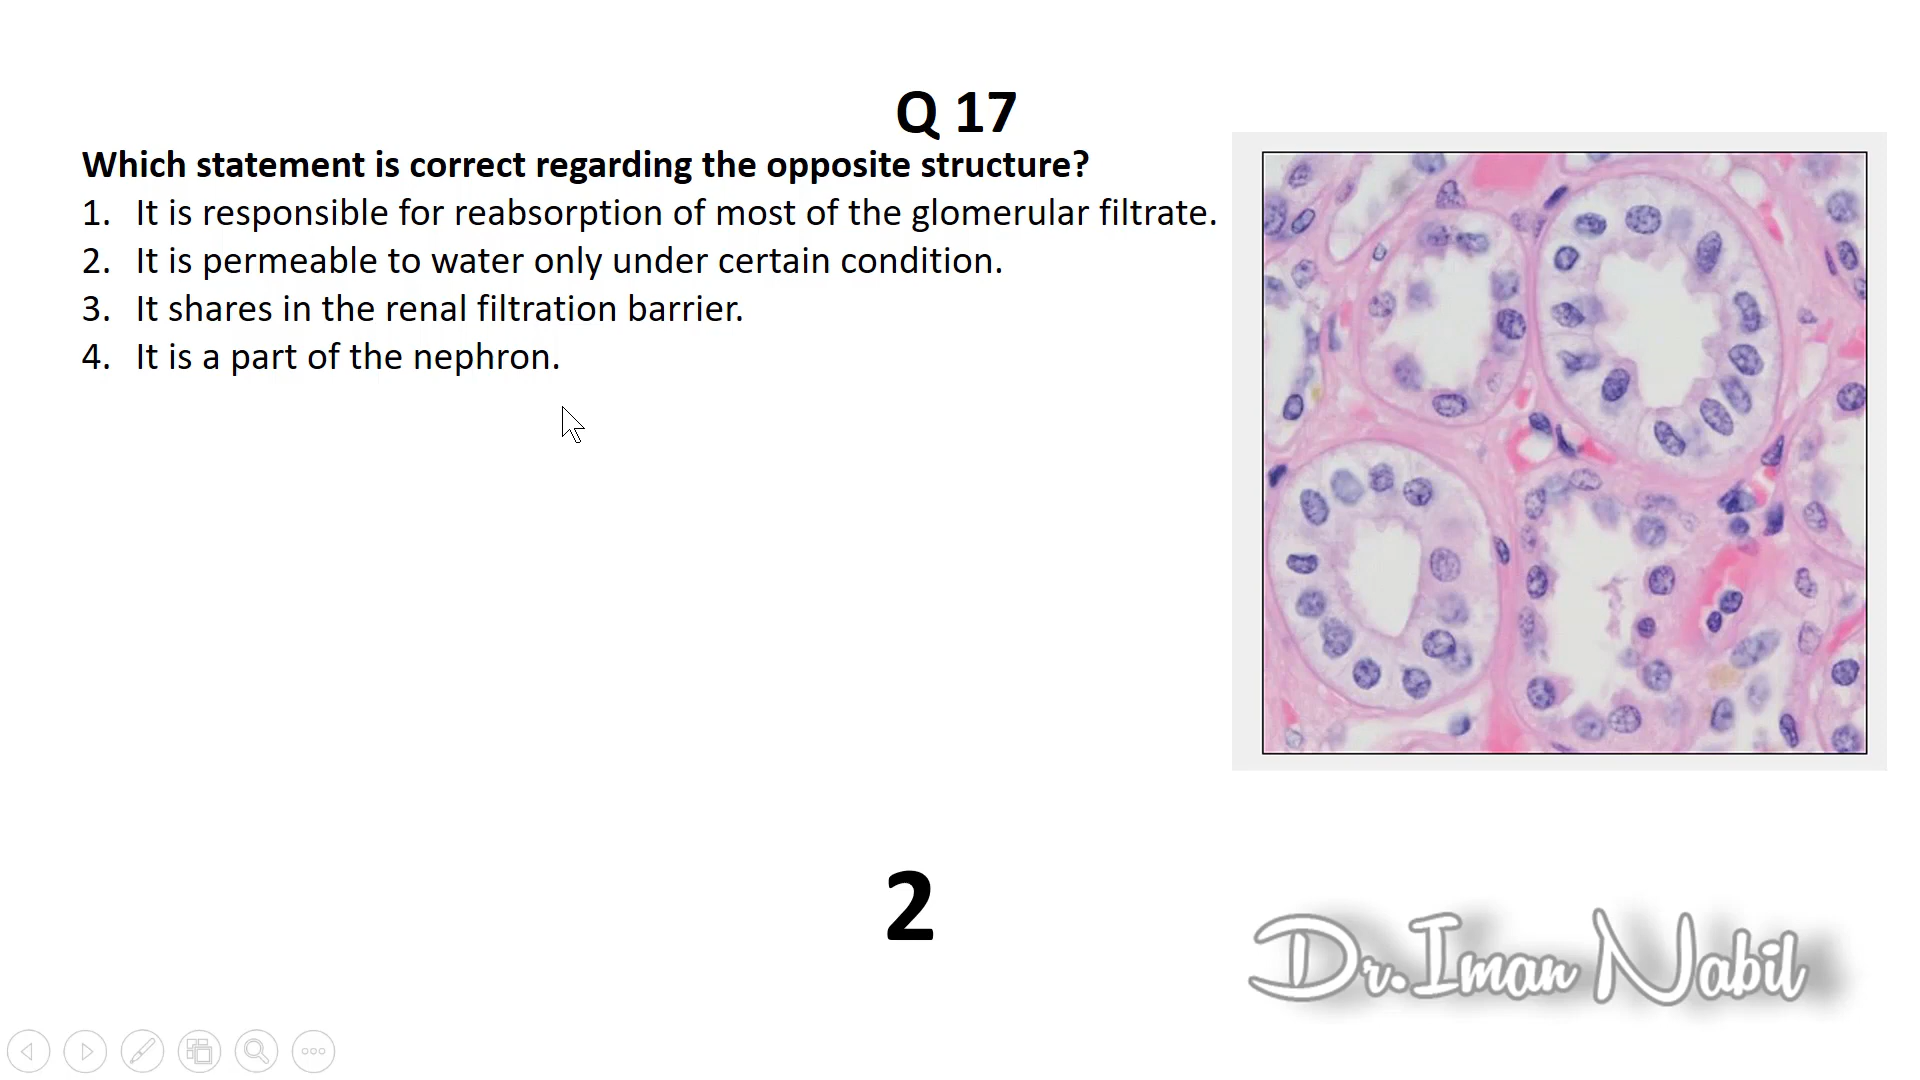 Q 17
Which statement is correct regarding the opposite structure?
1. It is responsible for reabsorption of most of the glomerular filtrate.
2. It is permeable to water only under certain condition.
3. It shares in the renal filtration barrier.
4. It is a part of the nephron.
2
Dr.Iman Nabil